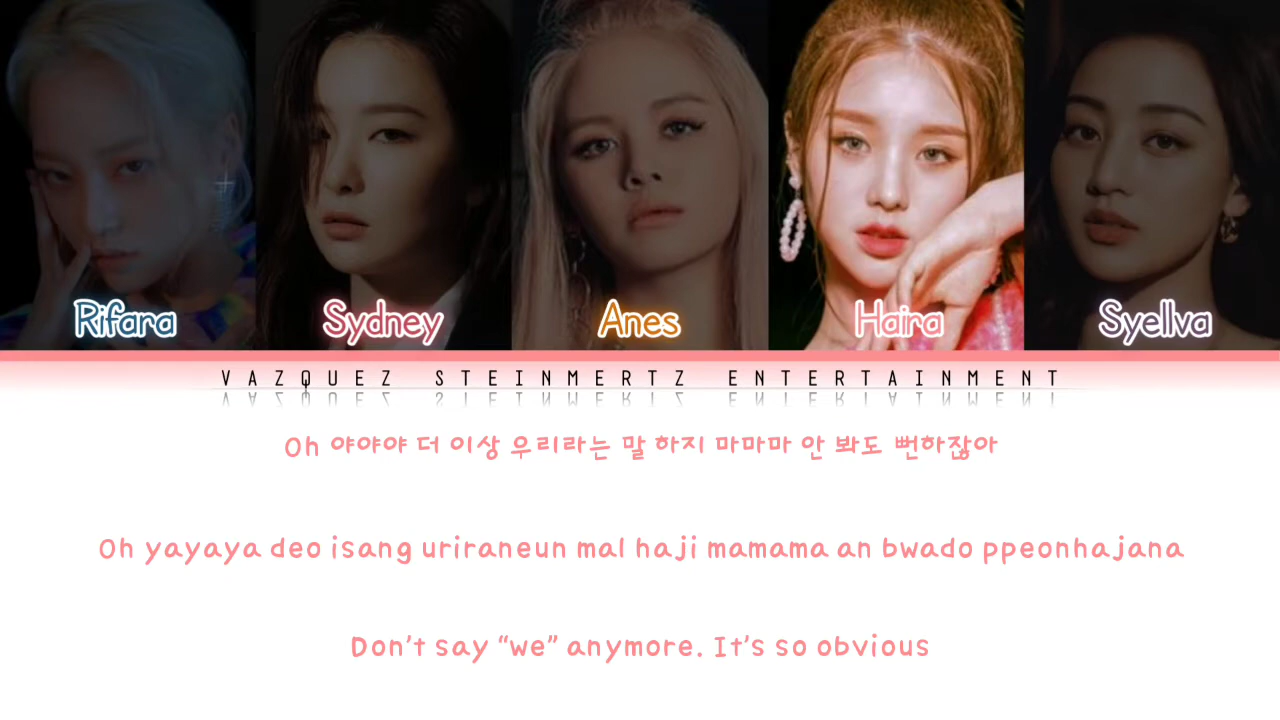 Rifara Sydney Anes Haira Syellva
VAZQUEZ STEINMERTZ ENTERTAINMENT
Oh 야야야 더 이상 우리라는 말 하지 마마마 안 봐도 뻔하잖아
Oh yayaya deo isang uriraneun mal haji mamama an bwado ppeonhajana
Don't say “we” anymore. It's so obvious